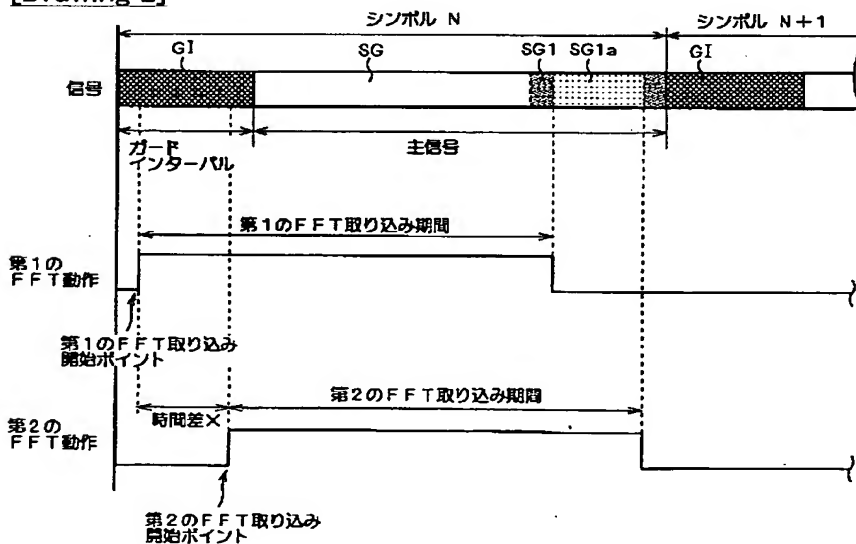 シンボル N
シンボル N+1
GI
SG
SG1
SG1a
GI
信号
ガード
インターバル
主信号
第1のFFT取り込み期間
第1の
FFT動作
第1のFFT取り込み
開始ポイント
第2のFFT取り込み期間
時間差X
第2の
FFT動作
第2のFFT取り込み
開始ポイント